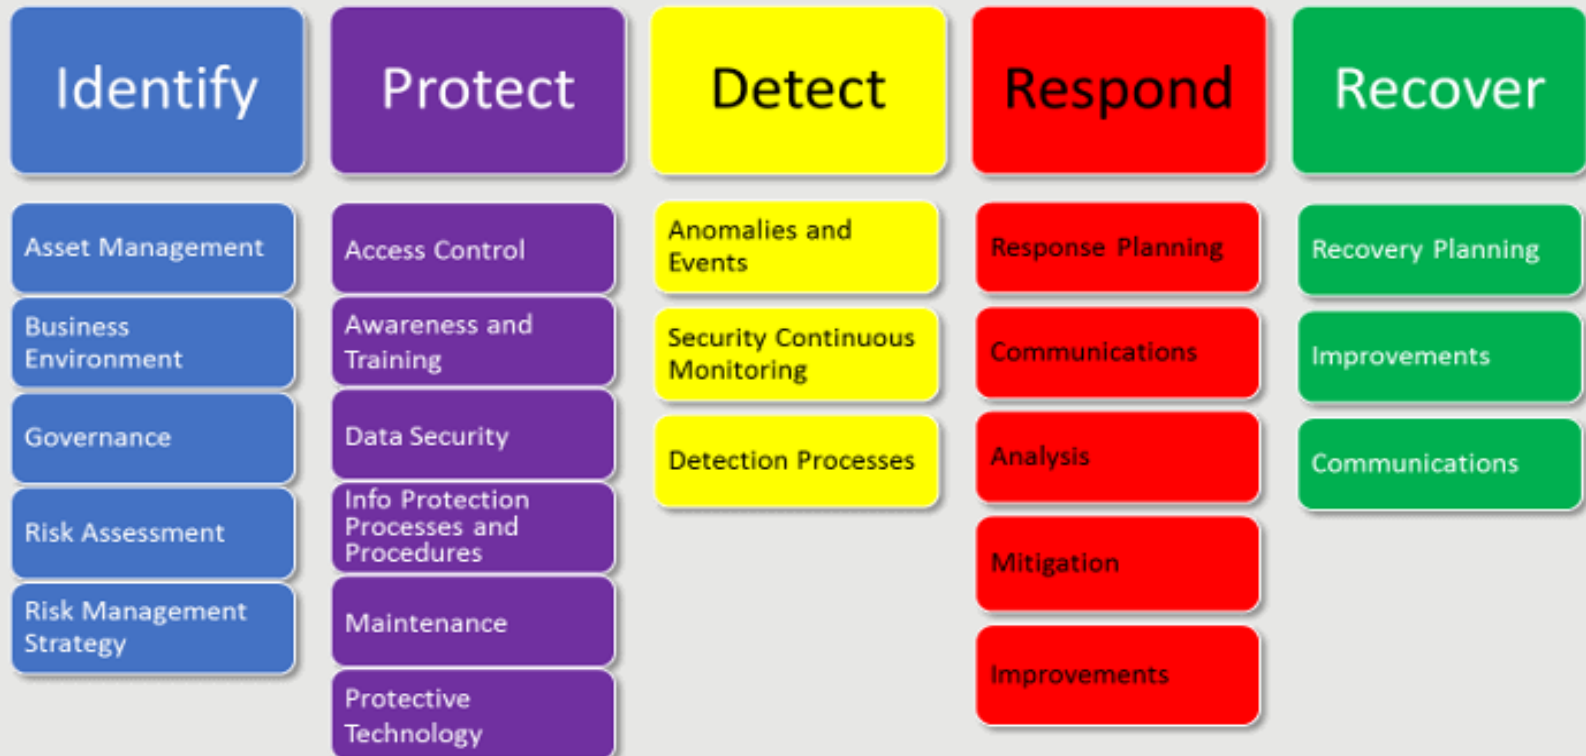 Identify
Protect
Detect
Respond
Recover
Asset Management
Business
Environment
Governance
Risk Assessment
Risk Management
Strategy
Access Control
Awareness and
Training
Data Security
Info Protection
Processes and
Procedures
Maintenance
Protective
Technology
Anomalies and
Events
Security Continuous
Monitoring
Detection Processes
Response Planning
Communications
Analysis
Mitigation
Improvements
Recovery Planning
Improvements
Communications